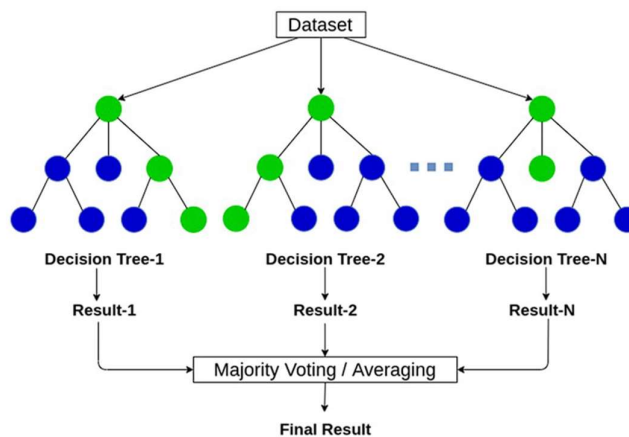 Dataset
Decision Tree-1
Decision Tree-2
Decision Tree-N
Result-1
Result-2
Result-N
Majority Voting / Averaging
Final Result